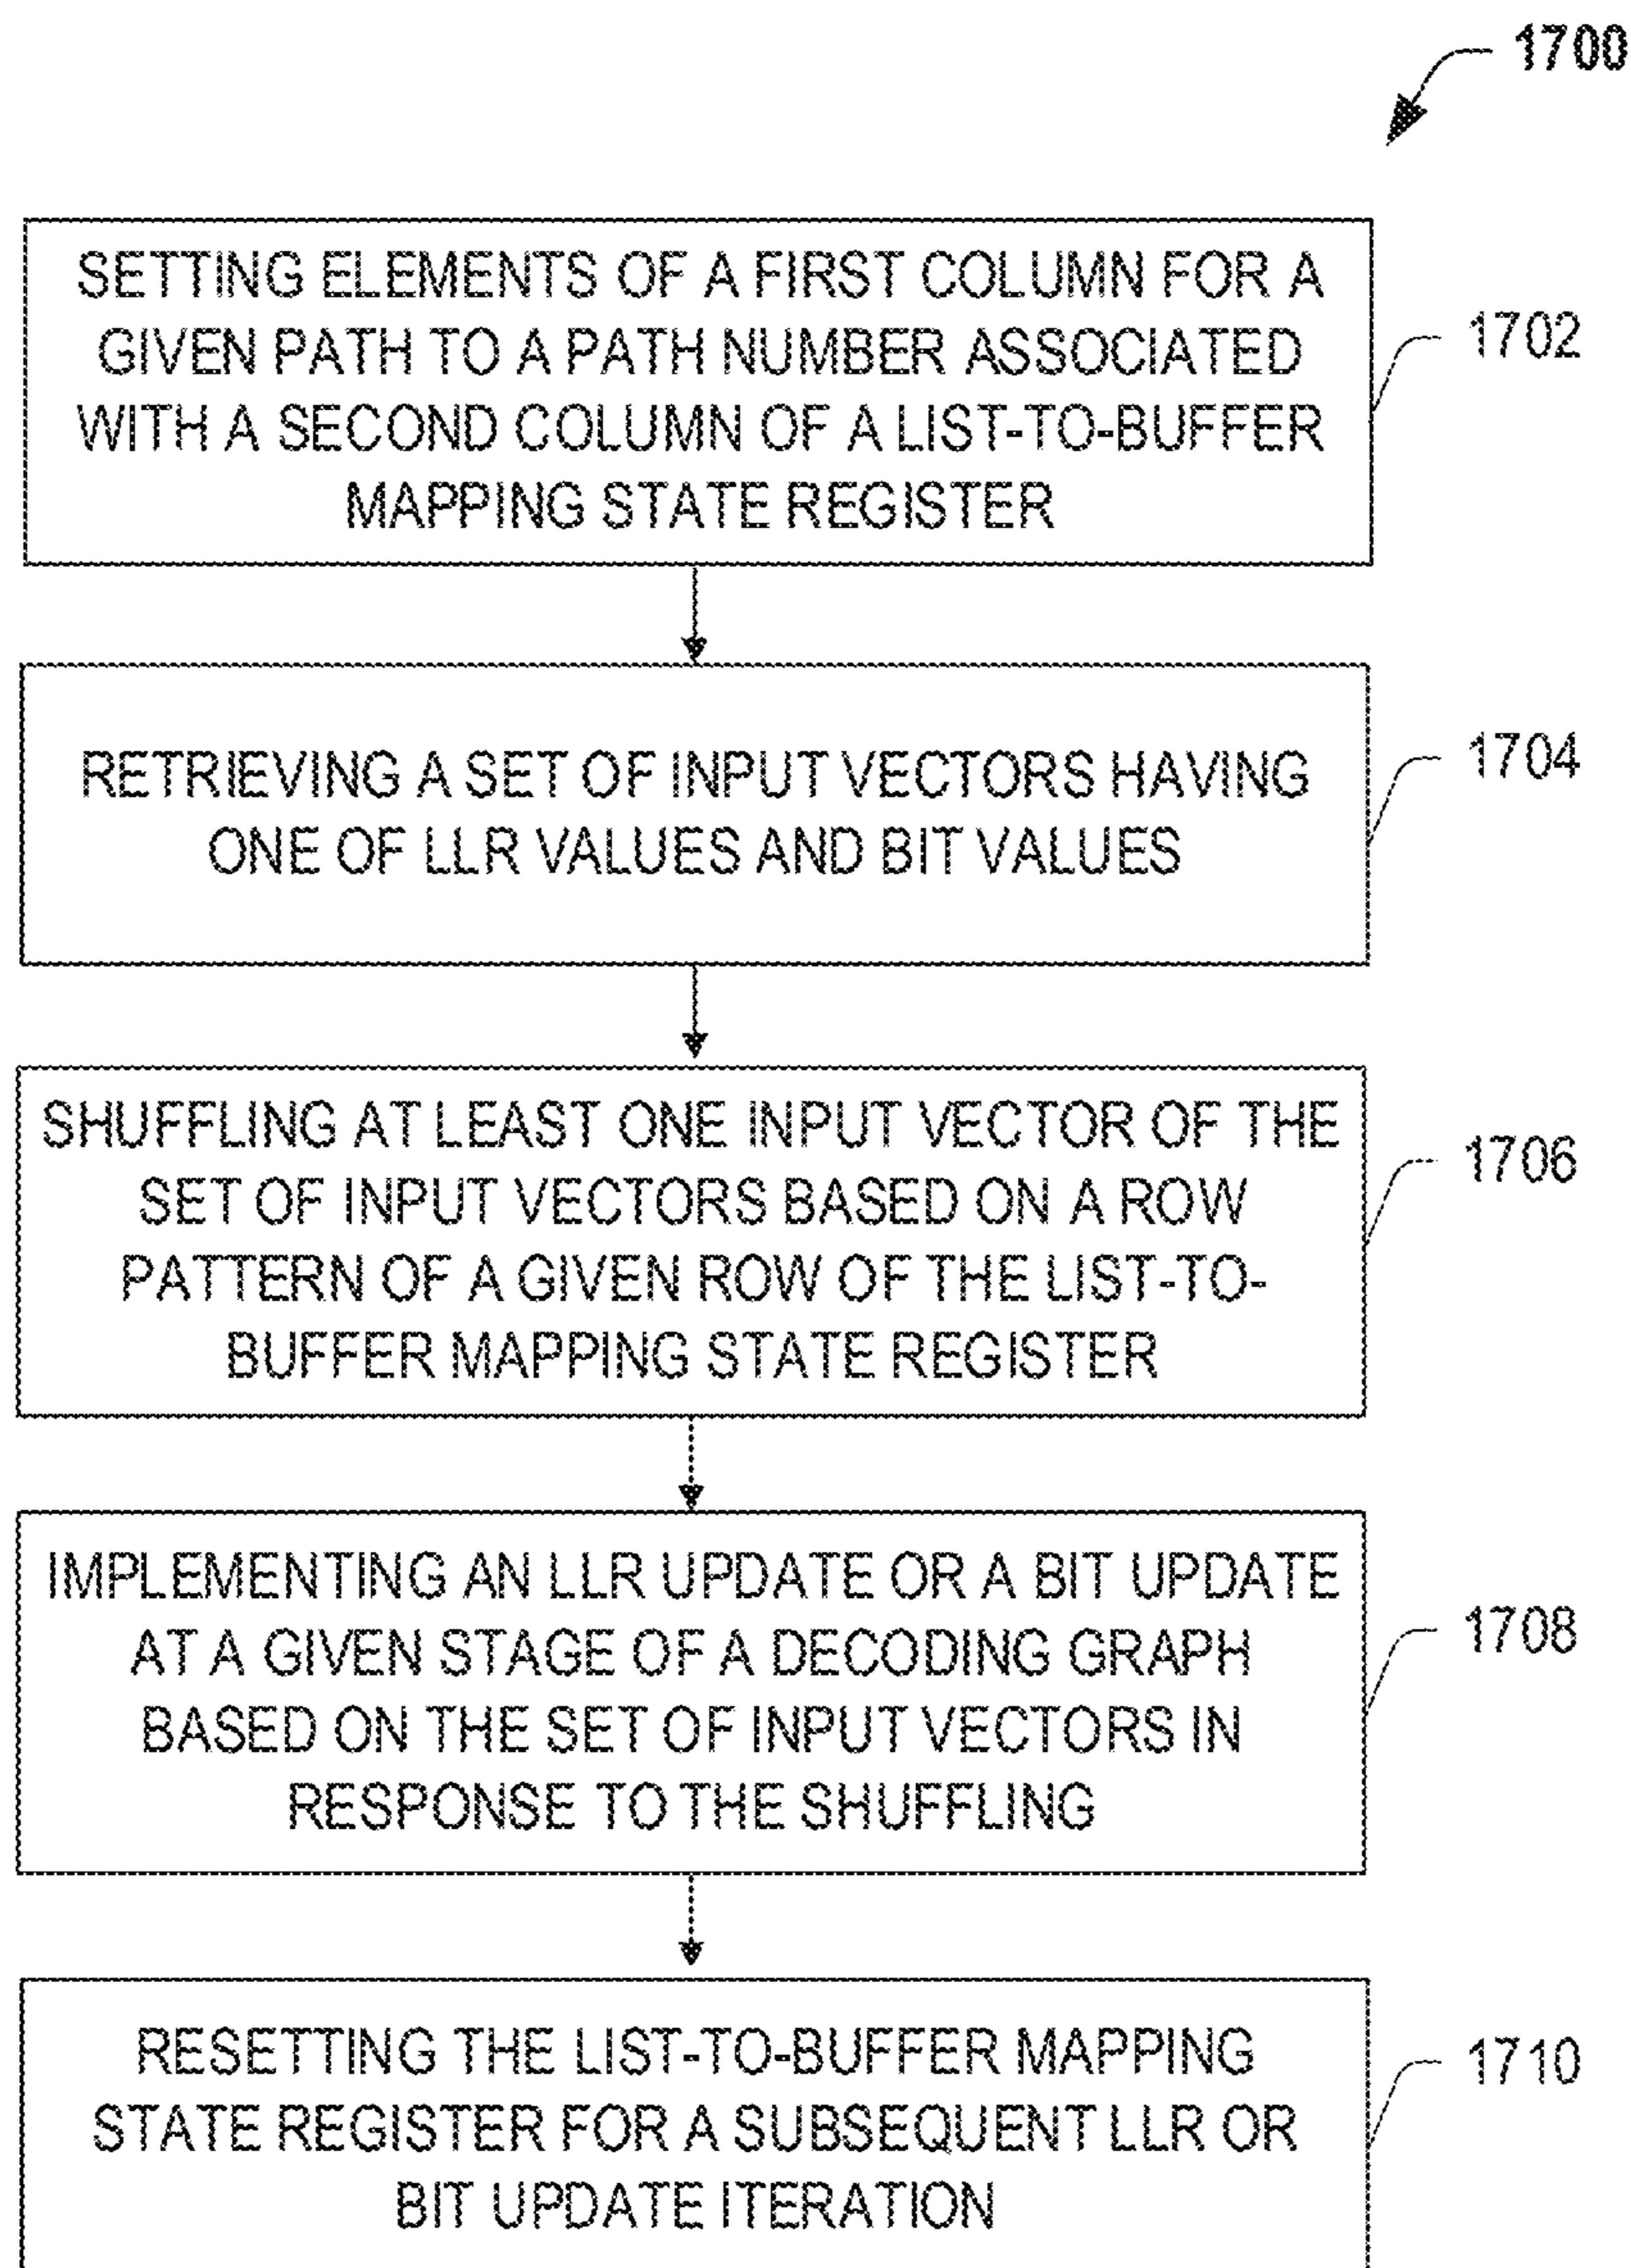 1700
SETTING ELEMENTS OF A FIRST COLUMN FOR A
GIVEN PATH TO A PATH NUMBER ASSOCIATED
WITH A SECOND COLUMN OF A LIST-TO-BUFFER
MAPPING STATE REGISTER
1702
RETRIEVING A SET OF INPUT VECTORS HAVING
ONE OF LLR VALUES AND BIT VALUES
1704
SHUFFLING AT LEAST ONE INPUT VECTOR OF THE
SET OF INPUT VECTORS BASED ON A ROW
PATTERN OF A GIVEN ROW OF THE LIST-TO-
BUFFER MAPPING STATE REGISTER
1706
IMPLEMENTING AN LLR UPDATE OR A BIT UPDATE
AT A GIVEN STAGE OF A DECODING GRAPH
BASED ON THE SET OF INPUT VECTORS IN
RESPONSE TO THE SHUFFLING
1708
RESETTING THE LIST-TO-BUFFER MAPPING
STATE REGISTER FOR A SUBSEQUENT LLR OR
BIT UPDATE ITERATION
1710